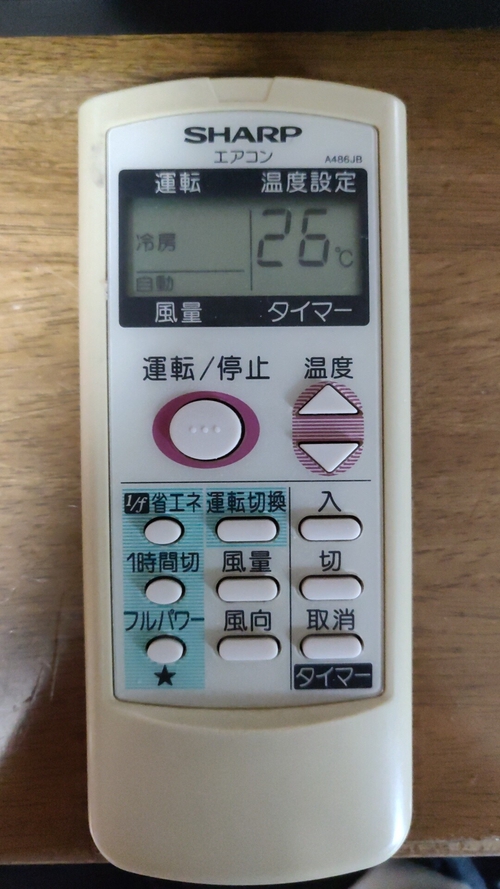 SHARP
エアコン A486JB
運転 温度設定
冷房 26℃
自動
風量 タイマー
運転/停止 温度
1/f 省エネ 運転切換 入
1時間切 風量 切
フルパワー 風向 取消
★ タイマー